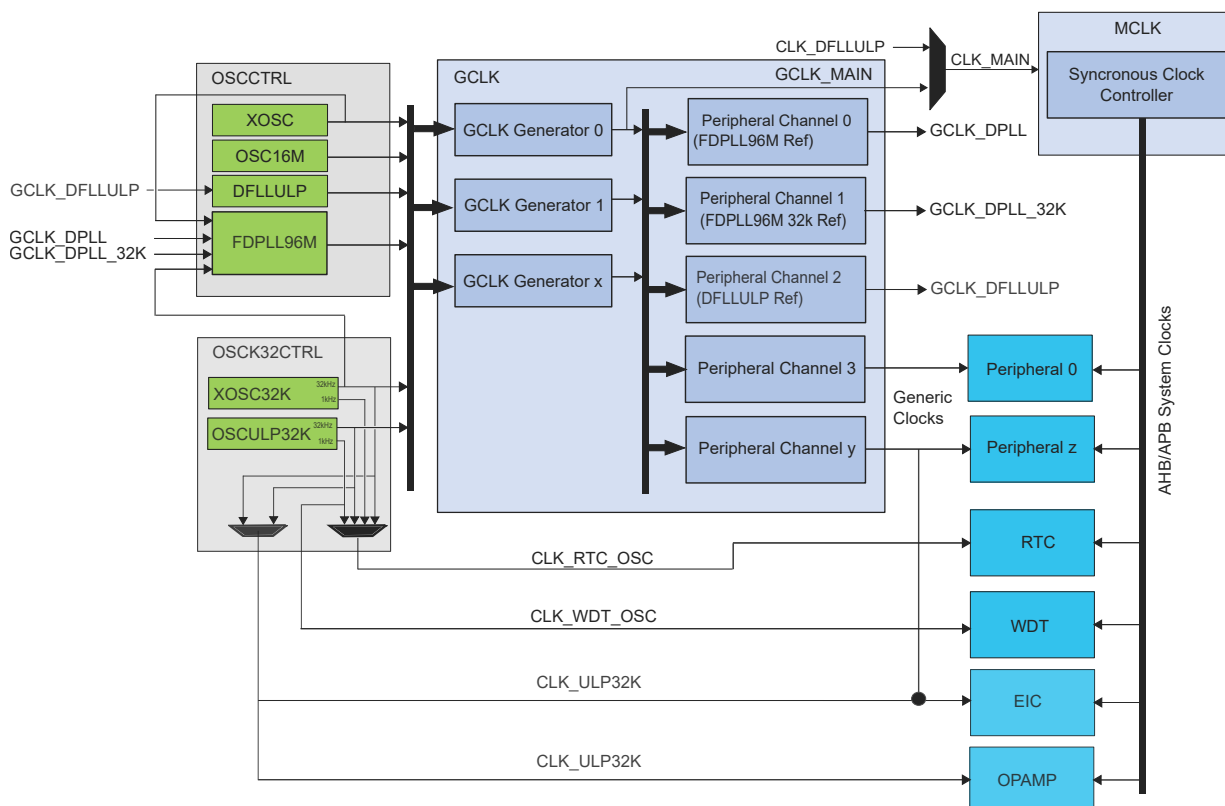 MCLK
CLK_DFLLULP
CLK_MAIN
Syncronous Clock
Controller
OSCCTRL
GCLK
GCLK_MAIN
XOSC
GCLK Generator 0
Peripheral Channel 0
(FDPLL96M Ref)
GCLK_DPLL
OSC16M
GCLK_DFLLULP
DFLLULP
GCLK Generator 1
Peripheral Channel 1
(FDPLL96M 32k Ref)
GCLK_DPLL_32K
GCLK_DPLL
GCLK_DPLL_32K
FDPLL96M
GCLK Generator x
Peripheral Channel 2
(DFLLULP Ref)
GCLK_DFLLULP
OSCK32CTRL
XOSC32K
32kHz
1kHz
Peripheral Channel 3
Peripheral 0
Generic
Clocks
OSCULP32K
32kHz
1kHz
Peripheral Channel y
Peripheral z
AHB/APB System Clocks
CLK_RTC_OSC
RTC
CLK_WDT_OSC
WDT
CLK_ULP32K
EIC
CLK_ULP32K
OPAMP